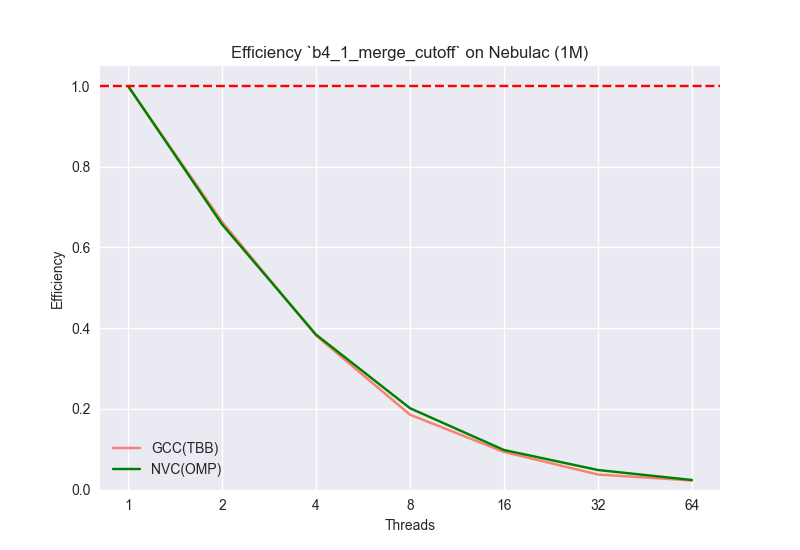 Efficiency `b4_1_merge_cutoff` on Nebulac (1M)
1.0
0.8
0.6
0.4
0.2
0.0
Efficiency
GCC(TBB)
NVC(OMP)
1 2 4 8 16 32 64
Threads